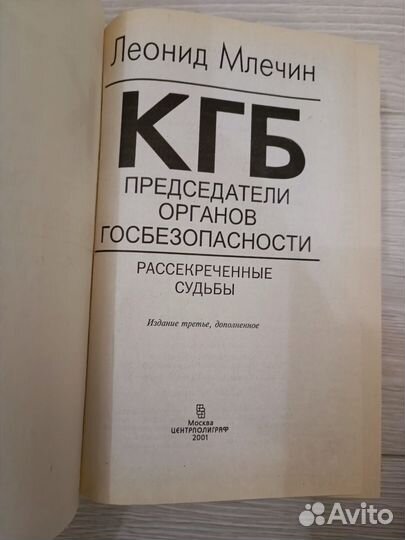 Леонид Млечин
КГБ
ПРЕДСЕДАТЕЛИ
ОРГАНОВ
ГОСБЕЗОПАСНОСТИ
РАССЕКРЕЧЕННЫЕ
СУДЬБЫ
Издание третье, дополненное
Москва
ЦЕНТРПОЛИГРАФ
2001
Avito